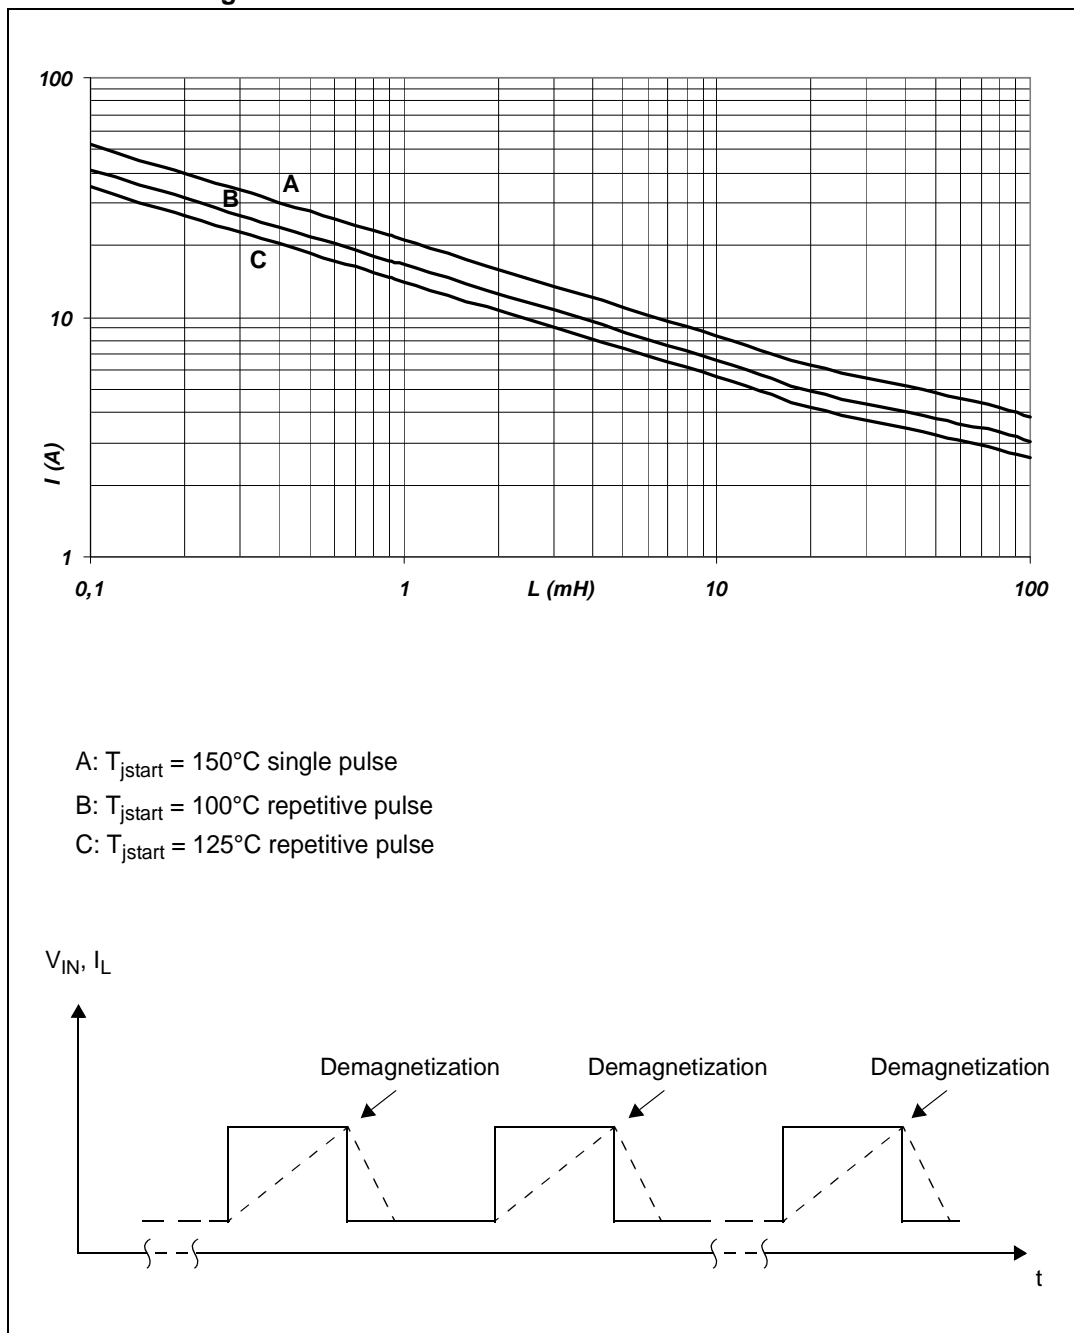 100
A
B
C
10
I (A)
1
0,1 1 L (mH) 10 100
A: Tjstart = 150°C single pulse
B: Tjstart = 100°C repetitive pulse
C: Tjstart = 125°C repetitive pulse
VIN, IL
Demagnetization Demagnetization Demagnetization
t